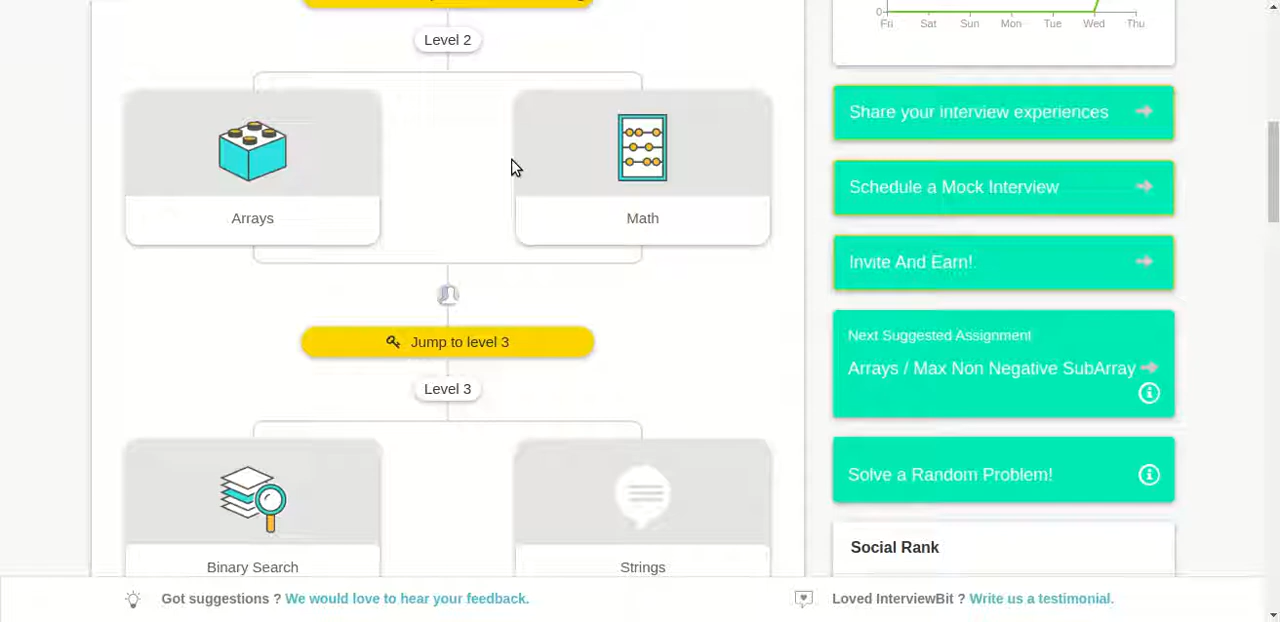 Level 2
Arrays
Math
Jump to level 3
Level 3
Binary Search
Strings
0
Fri Sat Sun Mon Tue Wed Thu
Share your interview experiences
Schedule a Mock Interview
Invite And Earn!
Next Suggested Assignment
Arrays / Max Non Negative SubArray
Solve a Random Problem!
Social Rank
Got suggestions ? We would love to hear your feedback.
Loved InterviewBit ? Write us a testimonial.